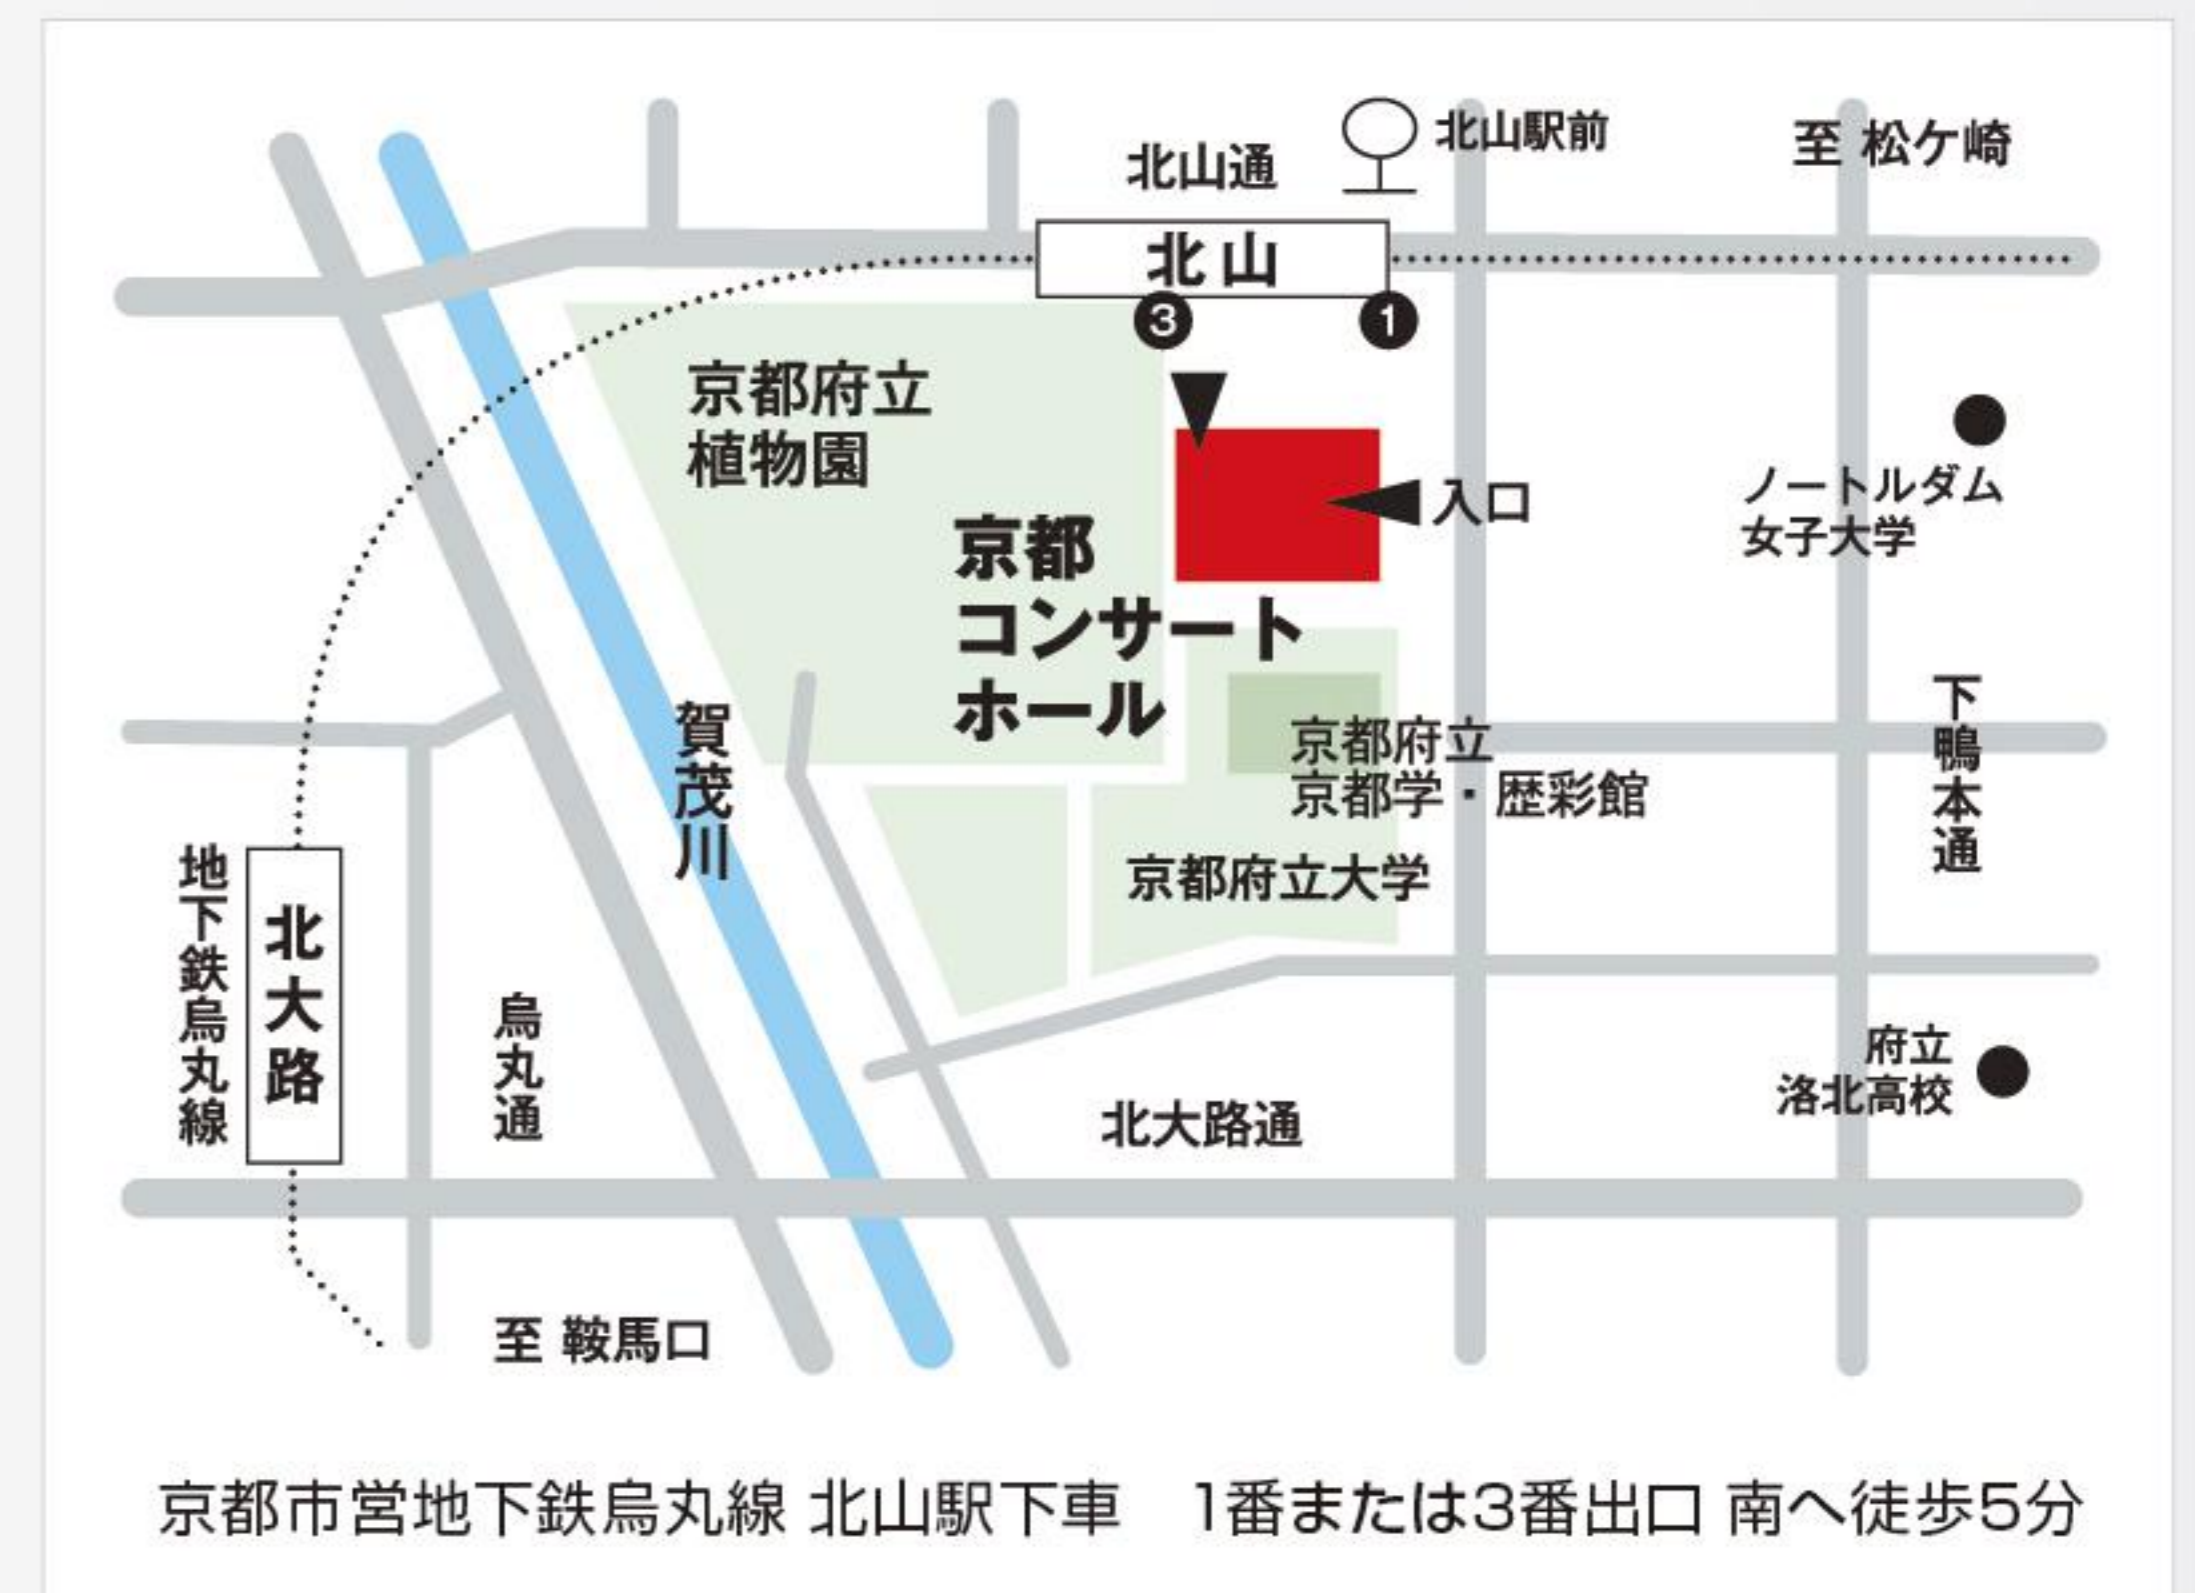 北山駅前
至 松ケ崎
北山通
北山
3
1
京都府立
植物園
入口
ノートルダム
女子大学
京都
コンサート
ホール
賀茂川
京都府立
京都学・歴彩館
下鴨本通
京都府立大学
地下鉄烏丸線
北大路
烏丸通
府立
洛北高校
北大路通
至 鞍馬口
京都市営地下鉄烏丸線 北山駅下車　1番または3番出口 南へ徒歩5分